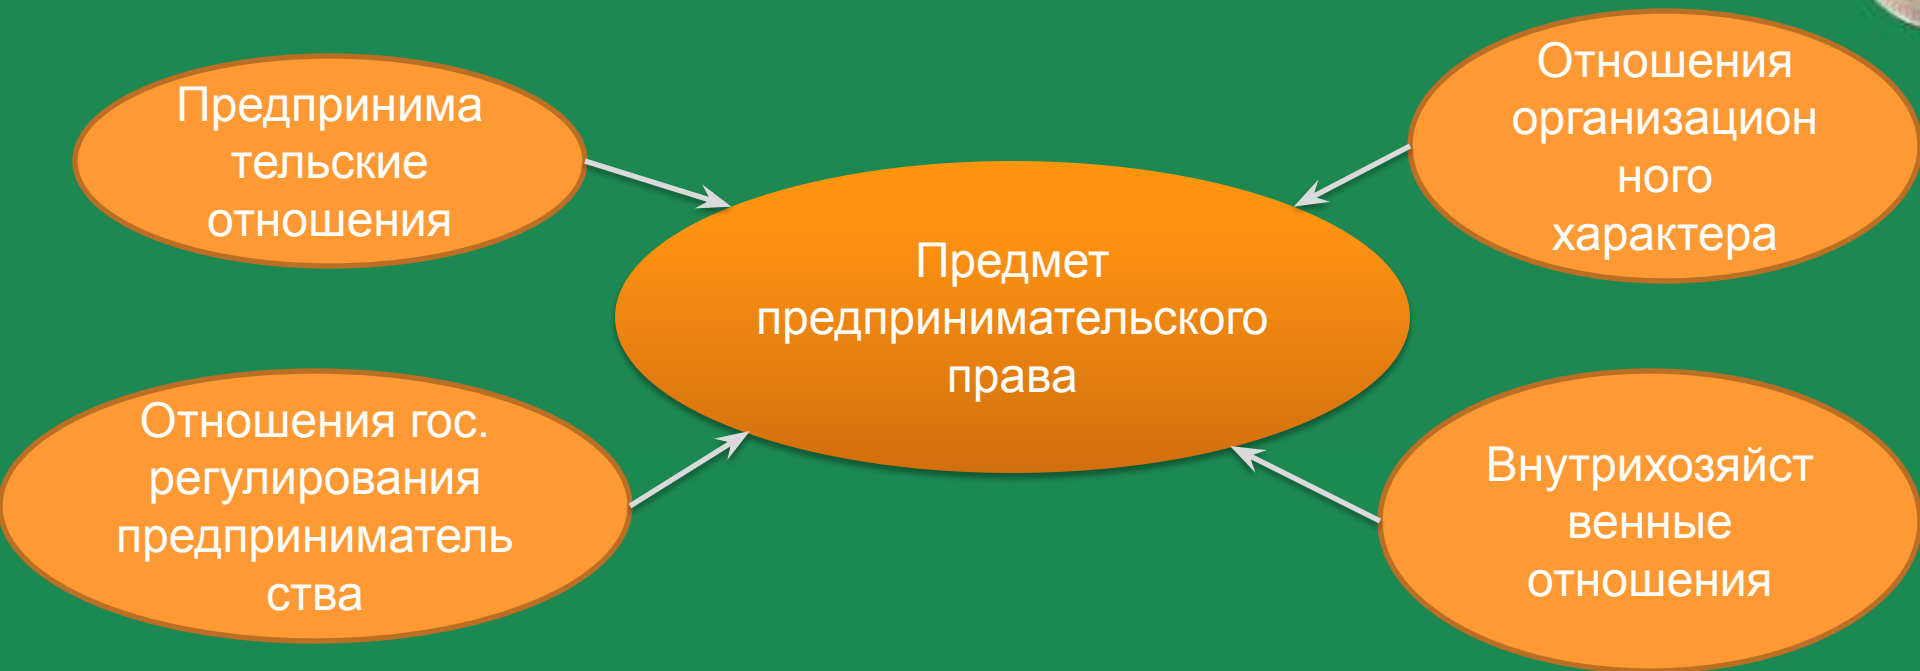 Предпринима
тельские
отношения
Отношения
организацион
ного
характера
Предмет
предпринимательского
права
Отношения гос.
регулирования
предприниматель
ства
Внутрихозяйст
венные
отношения